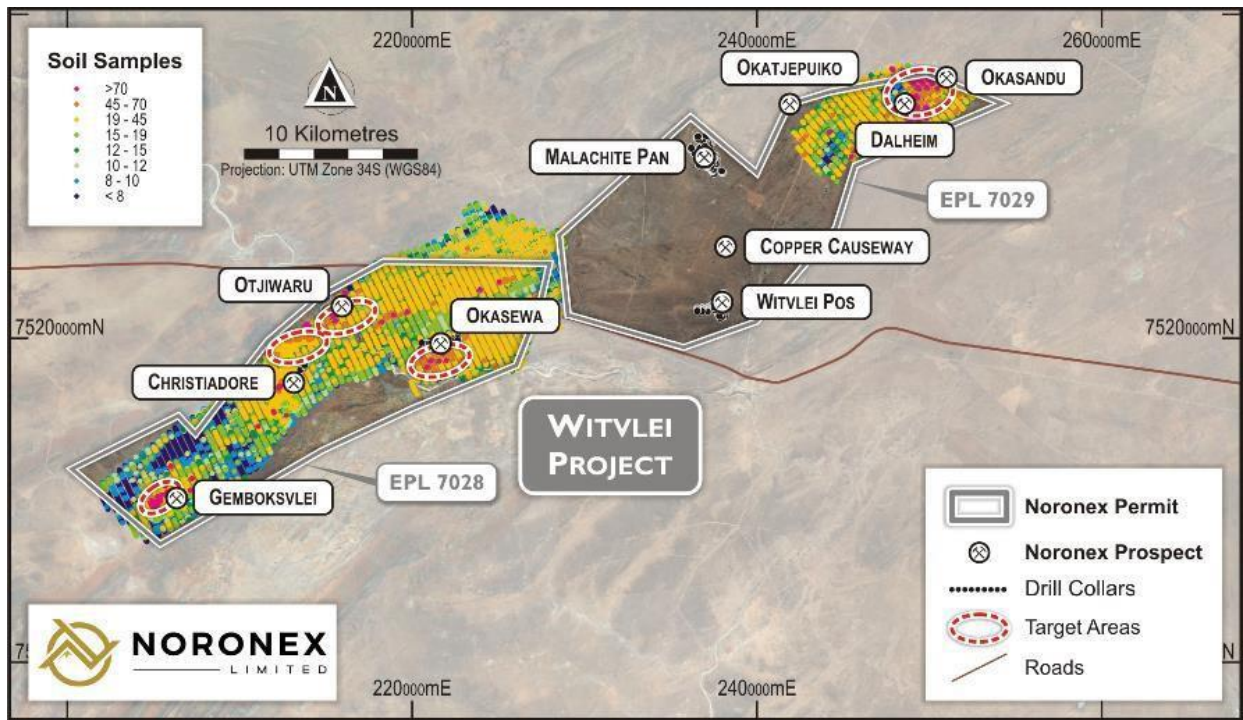 220000mE
240000mE
260000mE
Soil Samples
>70
45 - 70
19 - 45
15 - 19
12 - 15
10 - 12
8 - 10
< 8
N
10 Kilometres
Projection: UTM Zone 34S (WGS84)
OKATJEPUIKO
OKASANDU
DALHEIM
MALACHITE PAN
EPL 7029
COPPER CAUSEWAY
WITVLEI POS
OTJIWARU
OKASEWA
7520000mN
7520000mN
CHRISTIADORE
WITVLEI
PROJECT
EPL 7028
GEMBOKSVLEI
Noronex Permit
Noronex Prospect
Drill Collars
Target Areas
Roads
NORONEX
LIMITED
220000mE
240000mE